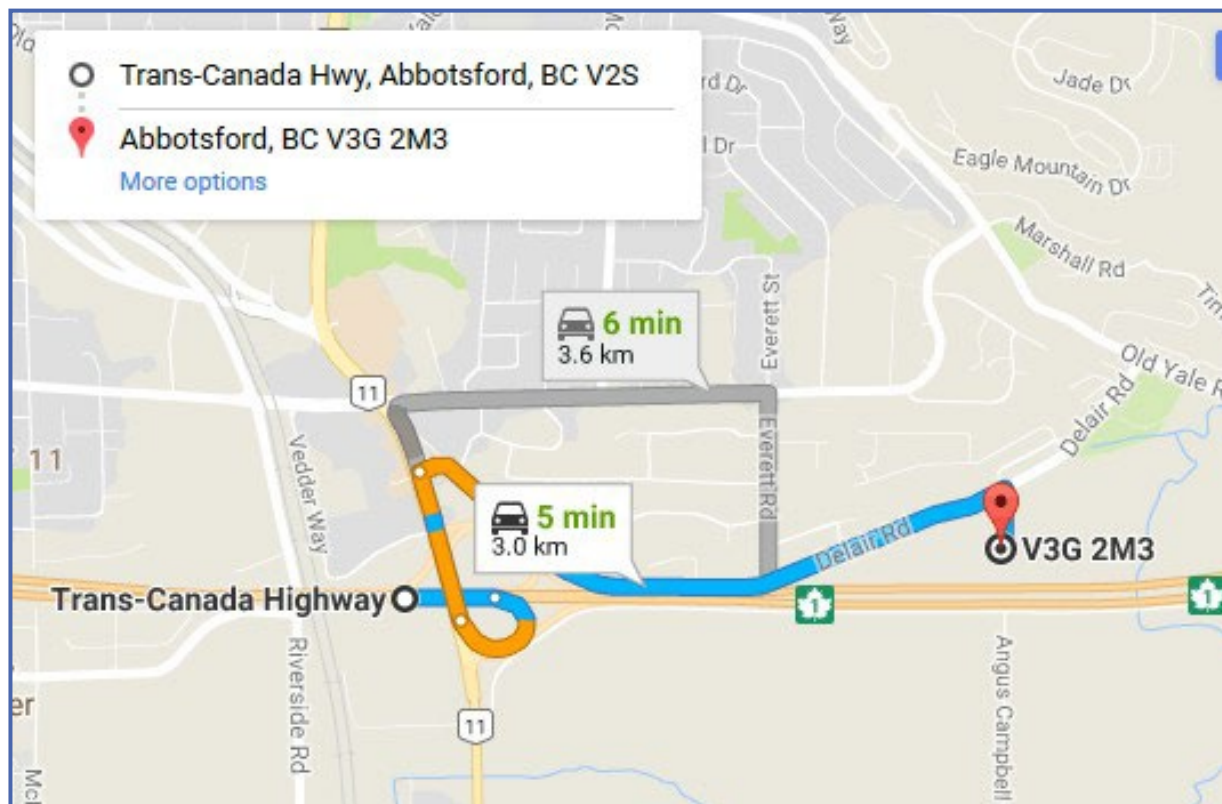 Trans-Canada Hwy, Abbotsford, BC V2S
Abbotsford, BC V3G 2M3
More options
Jade Dr
Eagle Mountain Dr
Marshall Rd
Everett St
6 min
3.6 km
Old Yale R
Delair Rd
11
11
Vedder Way
Everett Rd
5 min
3.0 km
Delair Rd
V3G 2M3
Trans-Canada Highway
1
1
Riverside Rd
Angus Campbell
11